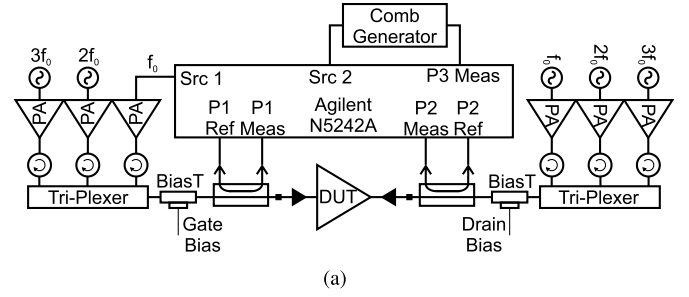 Comb
Generator
3f₀ 2f₀ f₀
Src 1 Src 2 P3 Meas
f₀ 2f₀ 3f₀
PA PA PA
P1 P1 Agilent P2 P2
Ref Meas N5242A Meas Ref
PA PA PA
Tri-Plexer BiasT DUT BiasT Tri-Plexer
Gate Drain
Bias Bias
(a)